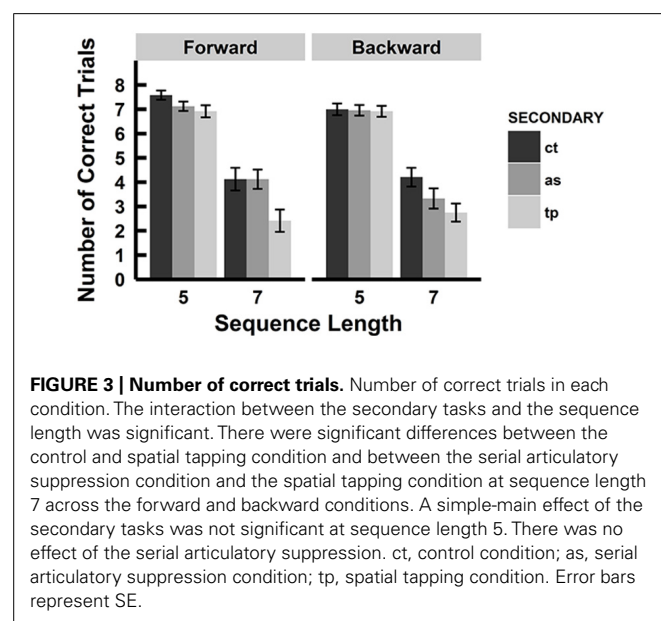 Forward
Backward
Number of Correct Trials
8
7
6
5
4
3
2
1
0
5
7
5
7
Sequence Length
SECONDARY
ct
as
tp
FIGURE 3 | Number of correct trials. Number of correct trials in each
condition. The interaction between the secondary tasks and the sequence
length was significant. There were significant differences between the
control and spatial tapping condition and between the serial articulatory
suppression condition and the spatial tapping condition at sequence length
7 across the forward and backward conditions. A simple-main effect of the
secondary tasks was not significant at sequence length 5. There was no
effect of the serial articulatory suppression. ct, control condition; as, serial
articulatory suppression condition; tp, spatial tapping condition. Error bars
represent SE.